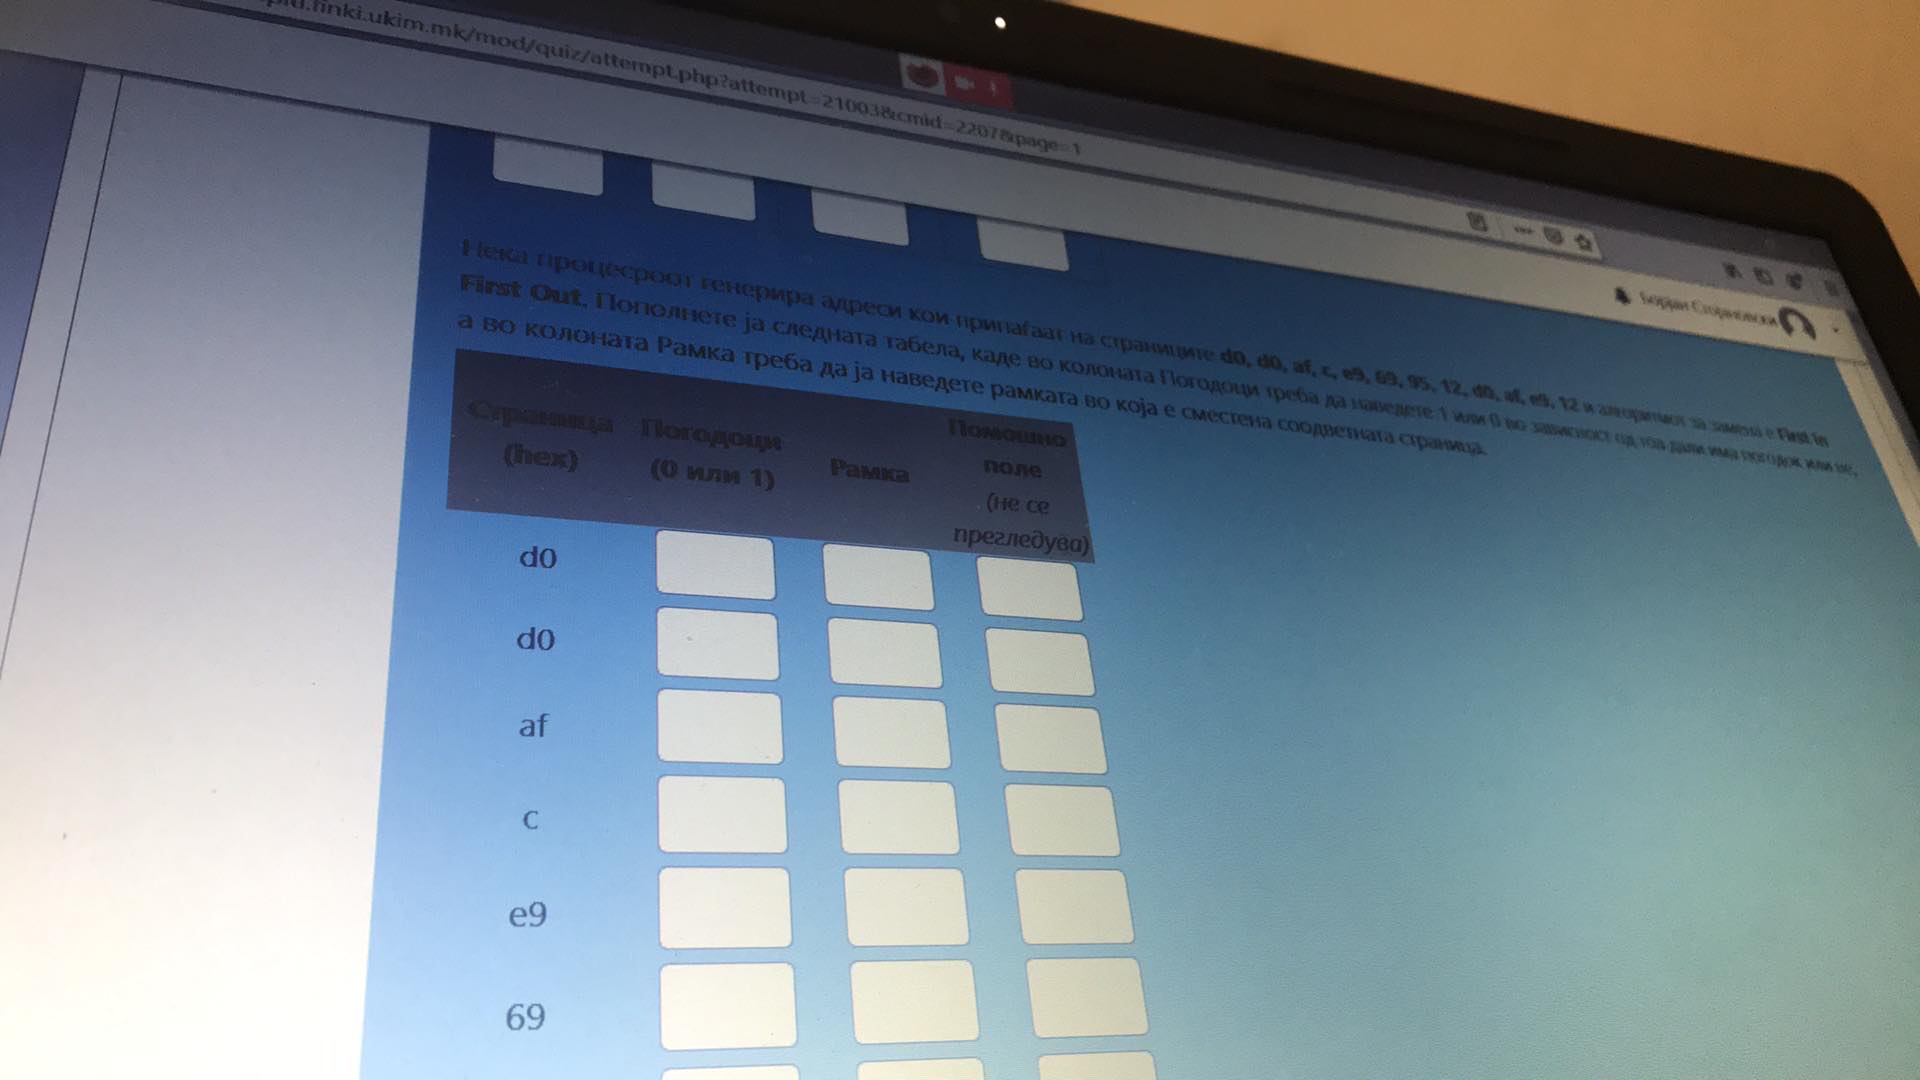 .finki.ukim.mk/mod/quiz/attempt.php?attempt=21003&cmid=2207&page=1
Борјан Стојановски
Нека процесроот генерира адреси кои припаѓаат на страниците d0, d0, af, c, e9, 69, 95, 12, d0, af, e9, 12 и алгоритмот за замена е First In
First Out. Пополнете ја следната табела, каде во колоната Погодоци треба да наведете 1 или 0 во зависност од тоа дали има погодок или не,
а во колоната Рамка треба да ја наведете рамката во која е сместена соодветната страница.
Страница (hex)
Погодоци (0 или 1)
Рамка
Помошно поле (не се прегледува)
d0
d0
af
c
e9
69